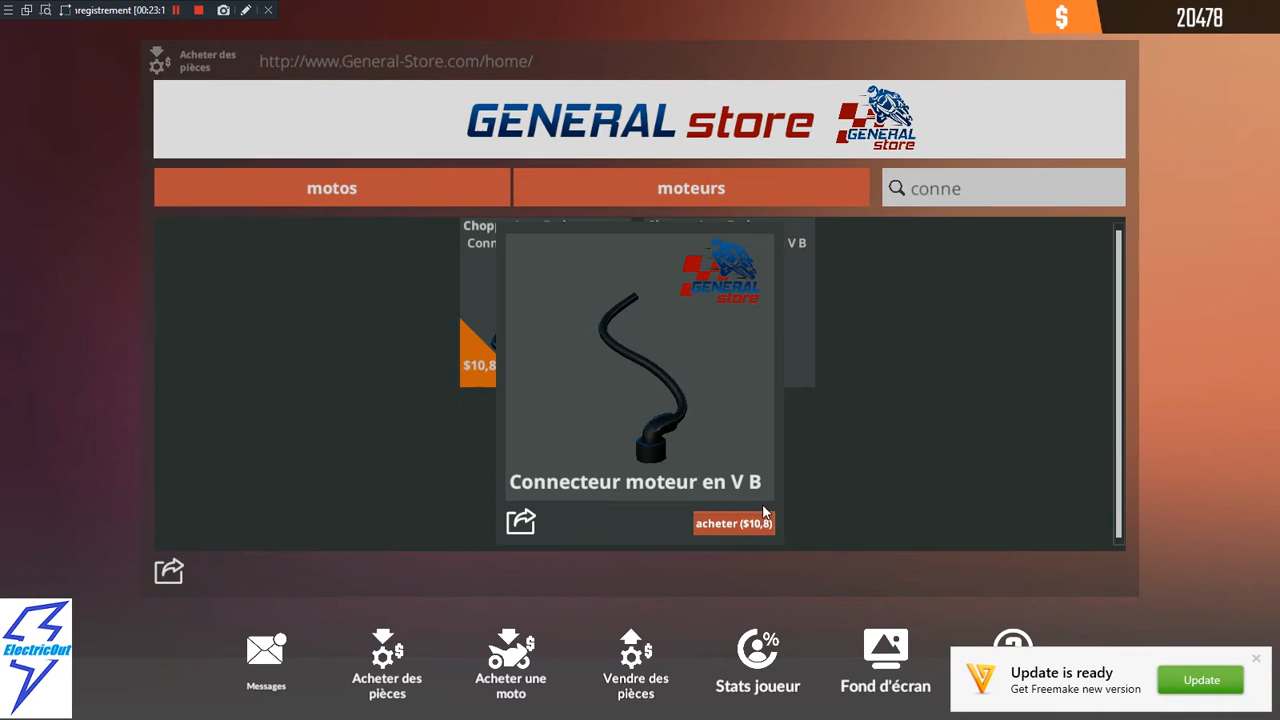 nregistrement [00:23:1
$
20478
Acheter des
pièces
http://www.General-Store.com/home/
GENERAL store
GENERAL
store
motos
moteurs
conne
Conn
V B
GENERAL
store
$10,8
Connecteur moteur en V B
acheter ($10,8)
ElectricOut
Messages
Acheter des
pièces
Acheter une
moto
Vendre des
pièces
Stats joueur
Fond d'écran
Update is ready
Get Freemake new version
Update